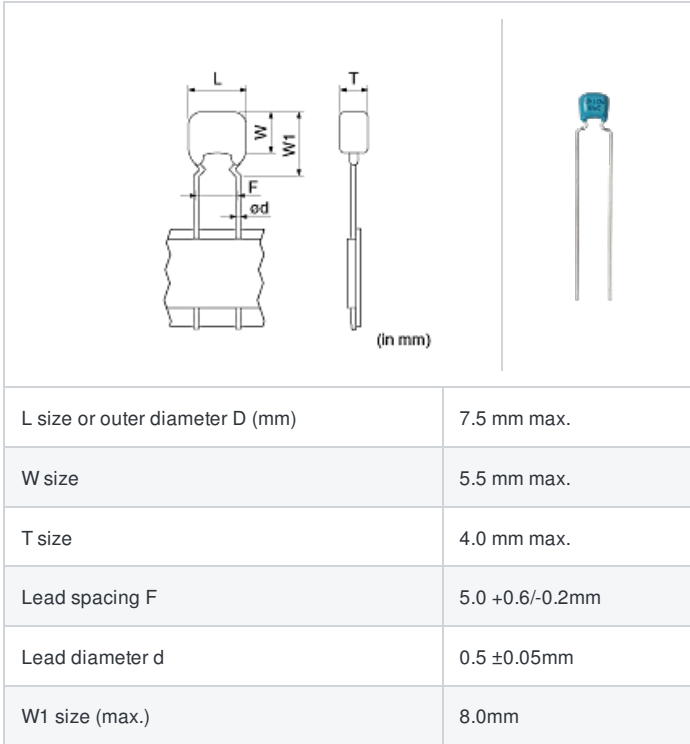 L
T
W
W1
F
ød
(in mm)
L size or outer diameter D (mm) 7.5 mm max.
W size 5.5 mm max.
T size 4.0 mm max.
Lead spacing F 5.0 +0.6/-0.2mm
Lead diameter d 0.5 ±0.05mm
W1 size (max.) 8.0mm